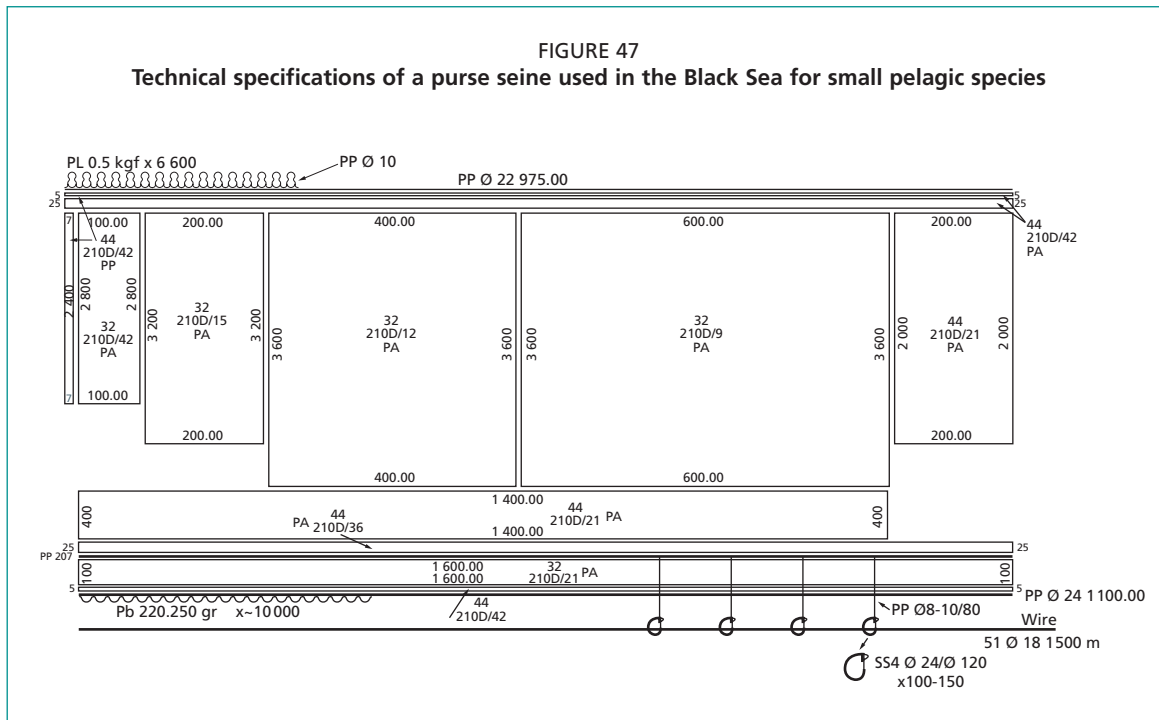 FIGURE 47
Technical specifications of a purse seine used in the Black Sea for small pelagic species
PL 0.5 kgf x 6 600
PP Ø 10
PP Ø 22 975.00
5
25
5
25
7
100.00
200.00
400.00
600.00
200.00
44
210D/42
PP
44
210D/42
PA
2 400
2 800
2 800
32
210D/42
PA
3 200
32
210D/15
PA
3 200
3 600
32
210D/12
PA
3 600
3 600
32
210D/9
PA
3 600
2 000
44
210D/21
PA
2 000
7
100.00
200.00
200.00
400.00
600.00
400
1 400.00
44
210D/21 PA
PA 44
210D/36
1 400.00
400
25
25
PP 207
100
1 600.00
1 600.00
32
210D/21 PA
100
5
5
PP Ø 24 1100.00
Pb 220.250 gr x~10 000
44
210D/42
PP Ø8-10/80
Wire
51 Ø 18 1500 m
SS4 Ø 24/Ø 120
x100-150